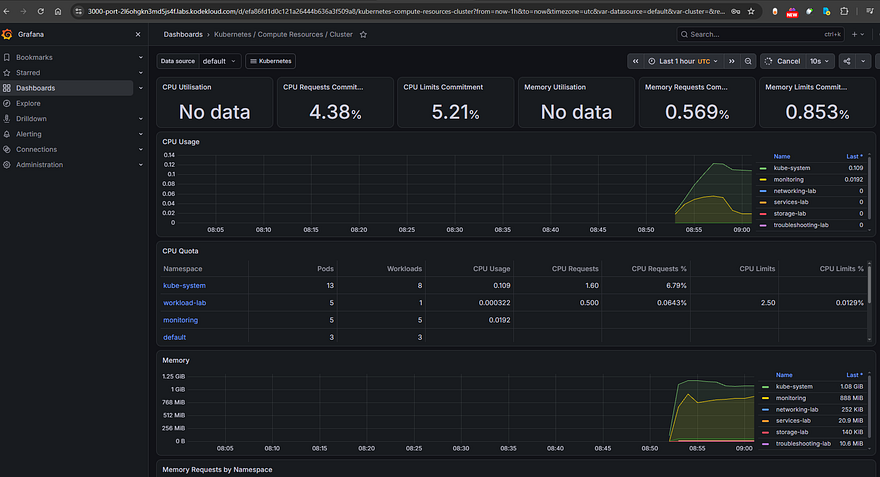 3000-port-2l6ohgkn3md5js4f.labs.kodekloud.com/d/efa86fd1d0c121a26444b636a3f509a8/kubernetes-compute-resources-cluster?from=now-1h&to=now&timezone=utc&var-datasource=default&var-cluster=&re...
NEW
Grafana
Dashboards > Kubernetes / Compute Resources / Cluster
Search...
ctrl+k
Bookmarks
Starred
Dashboards
Explore
Drilldown
Alerting
Connections
Administration
Data source default
Kubernetes
Last 1 hour UTC
Cancel 10s
CPU Utilisation
No data
CPU Requests Commit...
4.38%
CPU Limits Commitment
5.21%
Memory Utilisation
No data
Memory Requests Com...
0.569%
Memory Limits Commit...
0.853%
CPU Usage
0.14
0.12
0.1
0.08
0.06
0.04
0.02
0
08:05 08:10 08:15 08:20 08:25 08:30 08:35 08:40 08:45 08:50 08:55 09:00
Name Last *
kube-system 0.109
monitoring 0.0192
networking-lab 0
services-lab 0
storage-lab 0
troubleshooting-lab 0
CPU Quota
Namespace Pods Workloads CPU Usage CPU Requests CPU Requests % CPU Limits CPU Limits %
kube-system 13 8 0.109 1.60 6.79%
workload-lab 5 1 0.000322 0.500 0.0643% 2.50 0.0129%
monitoring 5 5 0.0192
default 3 3
Memory
1.25 GiB
1 GiB
768 MiB
512 MiB
256 MiB
0 B
08:05 08:10 08:15 08:20 08:25 08:30 08:35 08:40 08:45 08:50 08:55 09:00
Name Last *
kube-system 1.08 GiB
monitoring 888 MiB
networking-lab 252 KiB
services-lab 20.9 MiB
storage-lab 140 KiB
troubleshooting-lab 10.6 MiB
Memory Requests by Namespace